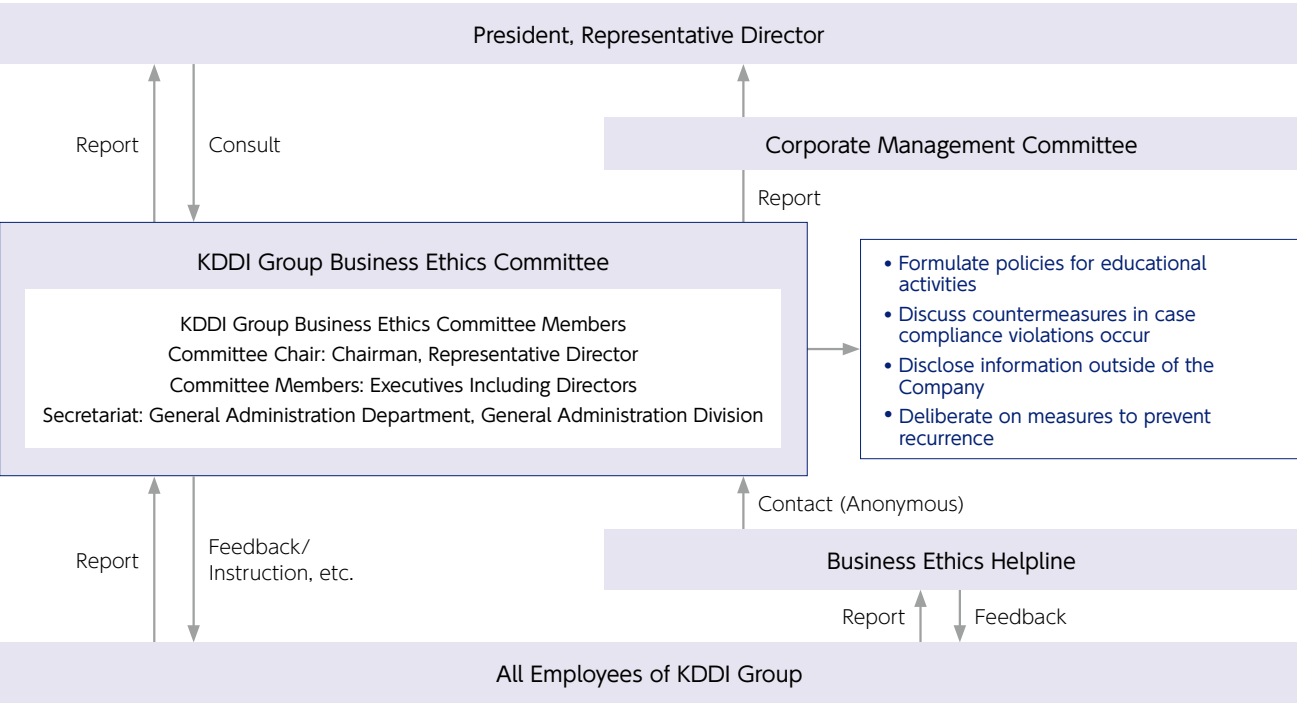 President, Representative Director
Report
Consult
Corporate Management Committee
Report
KDDI Group Business Ethics Committee
KDDI Group Business Ethics Committee Members
Committee Chair: Chairman, Representative Director
Committee Members: Executives Including Directors
Secretariat: General Administration Department, General Administration Division
• Formulate policies for educational
activities
• Discuss countermeasures in case
compliance violations occur
• Disclose information outside of the
Company
• Deliberate on measures to prevent
recurrence
Contact (Anonymous)
Report
Feedback/
Instruction, etc.
Business Ethics Helpline
Report
Feedback
All Employees of KDDI Group